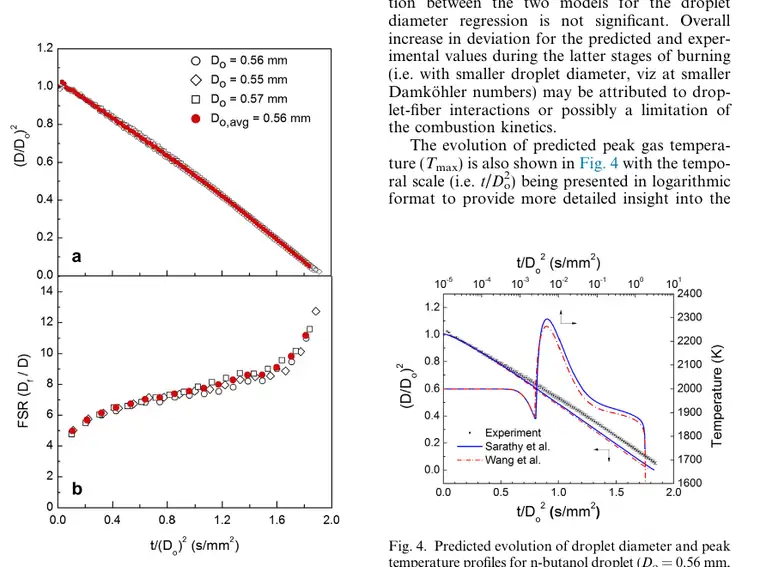 1.2
1.0
0.8
0.6
0.4
0.2
0.0
(D/Do)2
Do = 0.56 mm
Do = 0.55 mm
Do = 0.57 mm
Do,avg = 0.56 mm
a
14
12
10
8
6
4
2
0
FSR (Df / D)
b
0.0 0.4 0.8 1.2 1.6 2.0
t/(Do)2 (s/mm2)
tion between the two models for the droplet
diameter regression is not significant. Overall
increase in deviation for the predicted and exper-
imental values during the latter stages of burning
(i.e. with smaller droplet diameter, viz at smaller
Damköhler numbers) may be attributed to drop-
let-fiber interactions or possibly a limitation of
the combustion kinetics.
The evolution of predicted peak gas tempera-
ture (Tmax) is also shown in Fig. 4 with the tempo-
ral scale (i.e. t/Do2) being presented in logarithmic
format to provide more detailed insight into the
t/Do2 (s/mm2)
10-5 10-4 10-3 10-2 10-1 100 101
1.2
1.0
0.8
0.6
0.4
0.2
0.0
(D/Do)2
2400
2300
2200
2100
2000
1900
1800
1700
1600
Temperature (K)
Experiment
Sarathy et al.
Wang et al.
0.0 0.5 1.0 1.5 2.0
t/Do2 (s/mm2)
Fig. 4. Predicted evolution of droplet diameter and peak
temperature profiles for n-butanol droplet (Do = 0.56 mm,